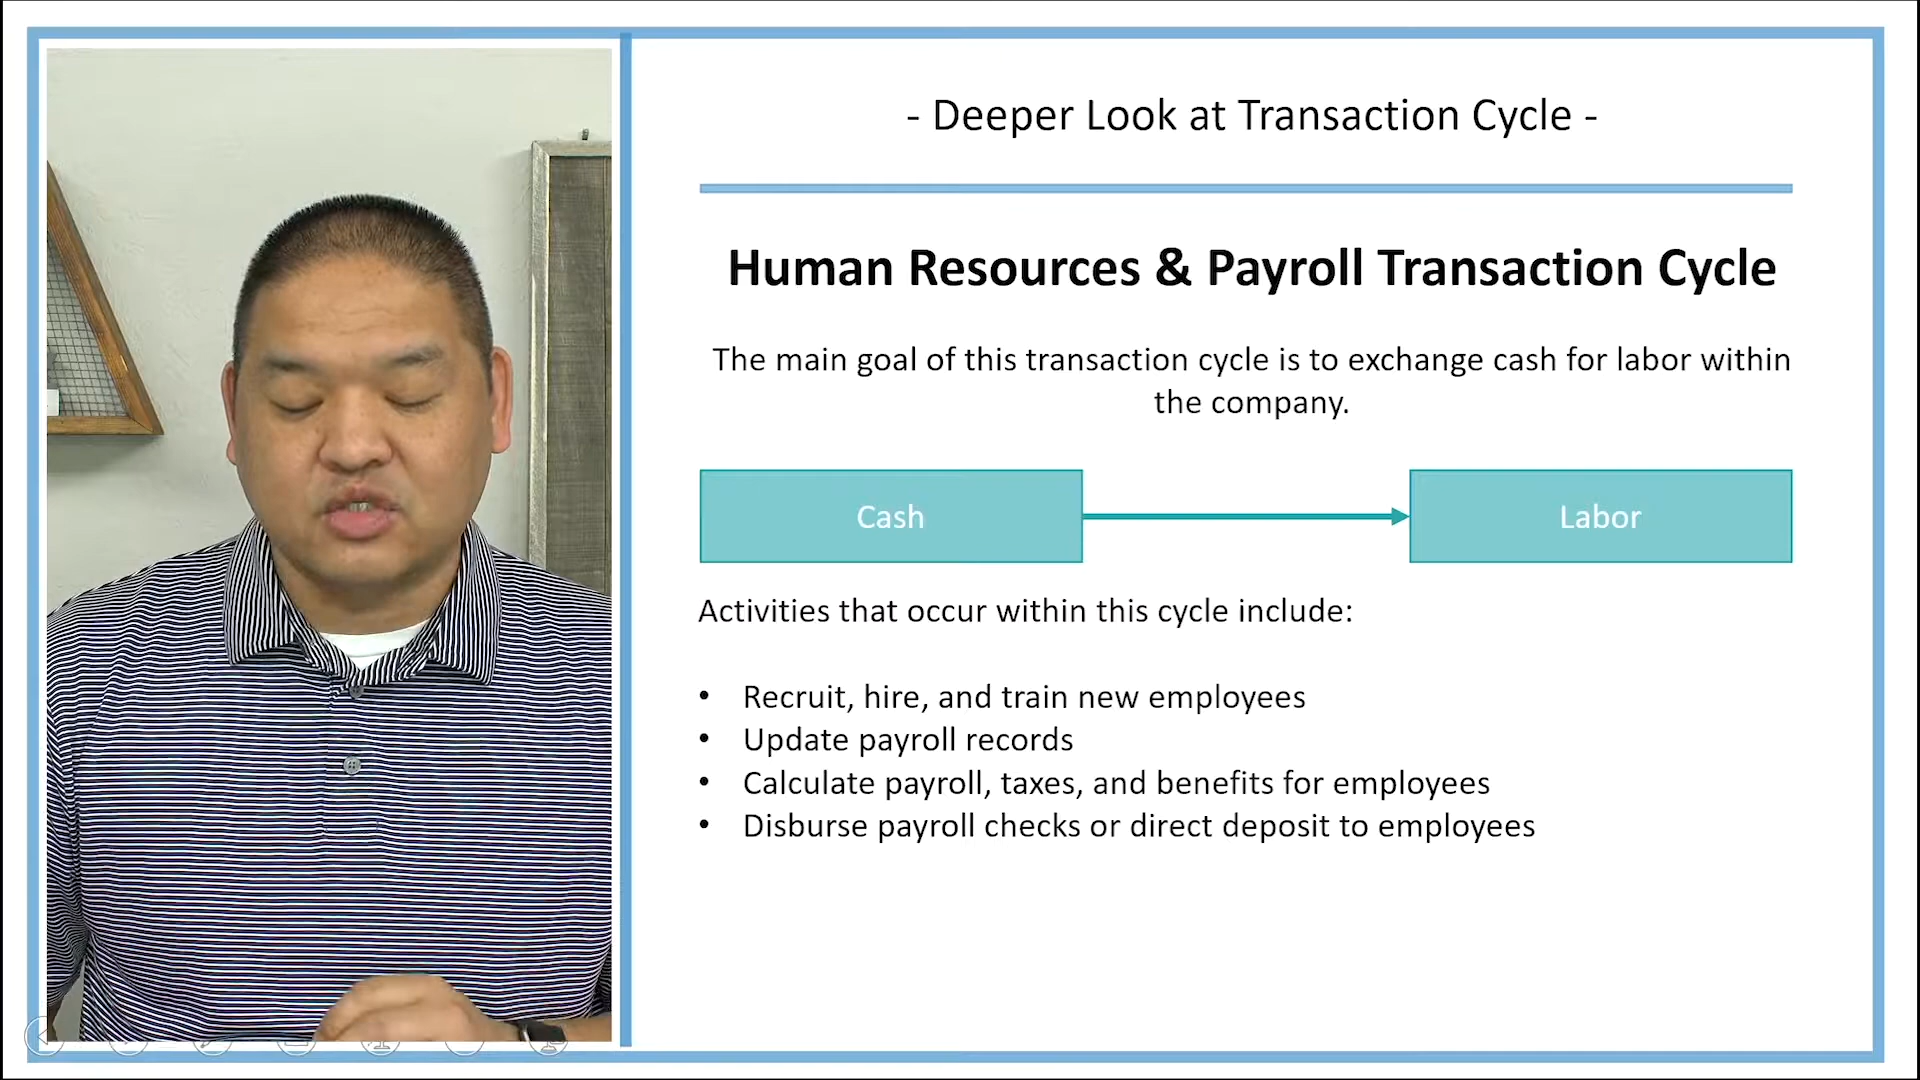 - Deeper Look at Transaction Cycle -
Human Resources & Payroll Transaction Cycle
The main goal of this transaction cycle is to exchange cash for labor within
the company.
Cash
Labor
Activities that occur within this cycle include:
• Recruit, hire, and train new employees
• Update payroll records
• Calculate payroll, taxes, and benefits for employees
• Disburse payroll checks or direct deposit to employees